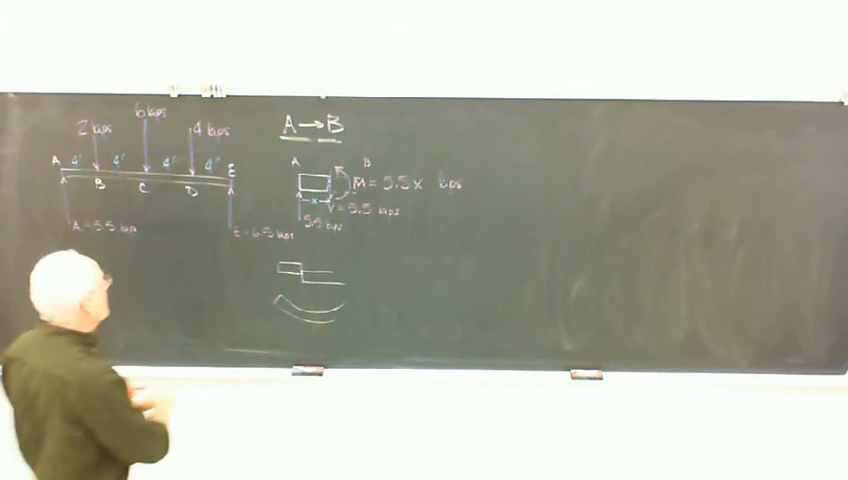 6 kips
2 kips
4 kips
A 4' 4' 4' 4' E
B C D
A = 5.5 kips
E = 6.5 kips
A → B
A B
M = 5.5x kips
x
V = 5.5 kips
5.5 kips